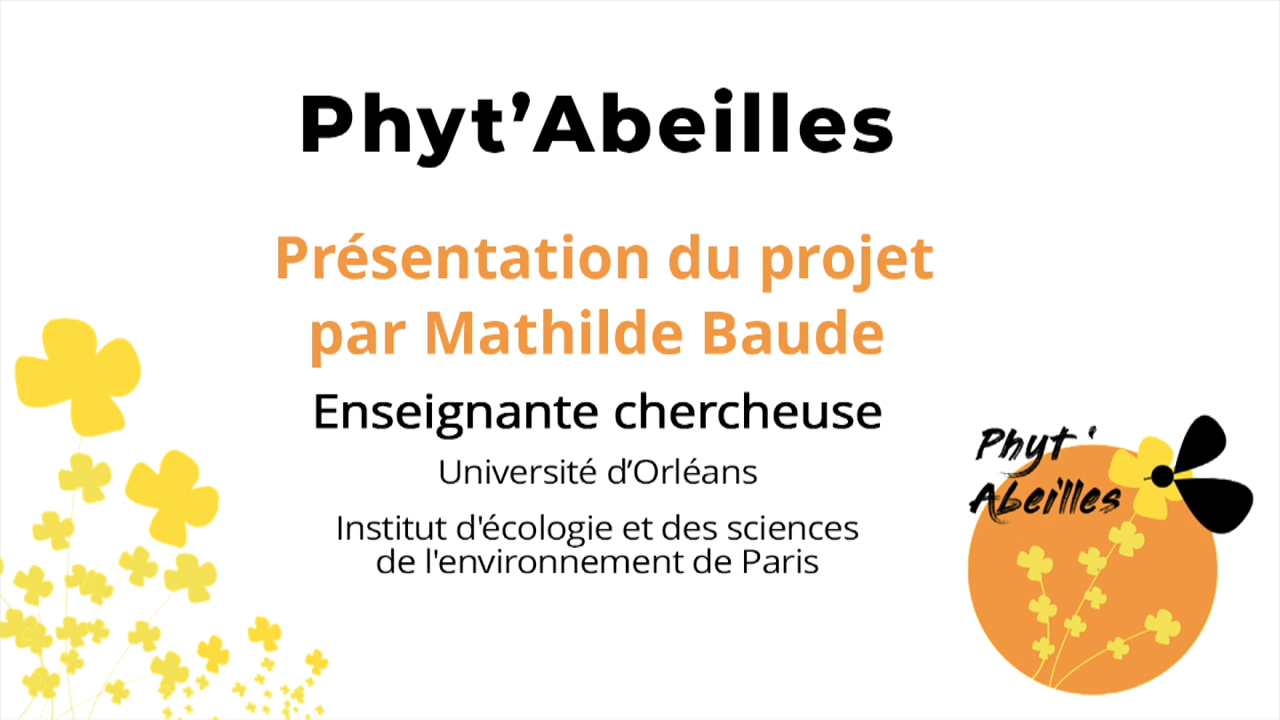 Phyt’Abeilles
Présentation du projet
par Mathilde Baude
Enseignante chercheuse
Université d’Orléans
Institut d'écologie et des sciences
de l'environnement de Paris
Phyt'
Abeilles